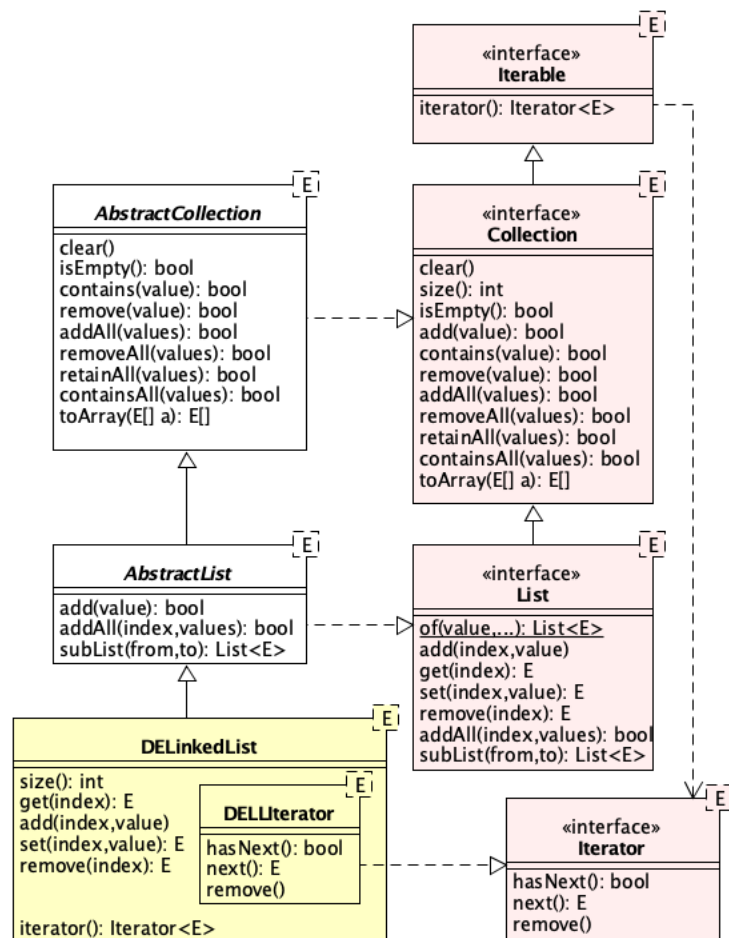 E
«interface»
Iterable
iterator(): Iterator<E>
E
AbstractCollection
clear()
isEmpty(): bool
contains(value): bool
remove(value): bool
addAll(values): bool
removeAll(values): bool
retainAll(values): bool
containsAll(values): bool
toArray(E[] a): E[]
E
«interface»
Collection
clear()
size(): int
isEmpty(): bool
add(value): bool
contains(value): bool
remove(value): bool
addAll(values): bool
removeAll(values): bool
retainAll(values): bool
containsAll(values): bool
toArray(E[] a): E[]
E
AbstractList
add(value): bool
addAll(index,values): bool
subList(from,to): List<E>
E
«interface»
List
of(value,...): List<E>
add(index,value)
get(index): E
set(index,value): E
remove(index): E
addAll(index,values): bool
subList(from,to): List<E>
E
DELinkedList
size(): int
get(index): E
add(index,value)
set(index,value): E
remove(index): E
iterator(): Iterator<E>
E
DELLIterator
hasNext(): bool
next(): E
remove()
E
«interface»
Iterator
hasNext(): bool
next(): E
remove()